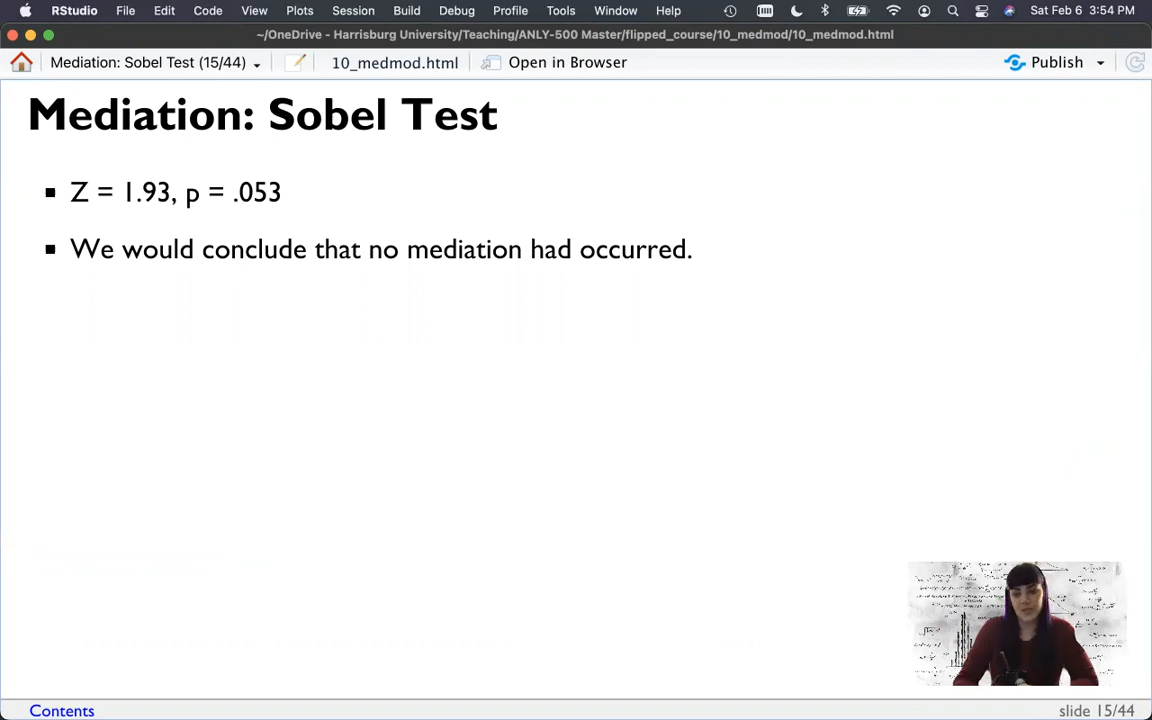 RStudio File Edit Code View Plots Session Build Debug Profile Tools Window Help Sat Feb 6 3:54 PM
~/OneDrive - Harrisburg University/Teaching/ANLY-500 Master/flipped_course/10_medmod/10_medmod.html
Mediation: Sobel Test (15/44) 10_medmod.html Open in Browser Publish
Mediation: Sobel Test
Z = 1.93, p = .053
We would conclude that no mediation had occurred.
Contents slide 15/44